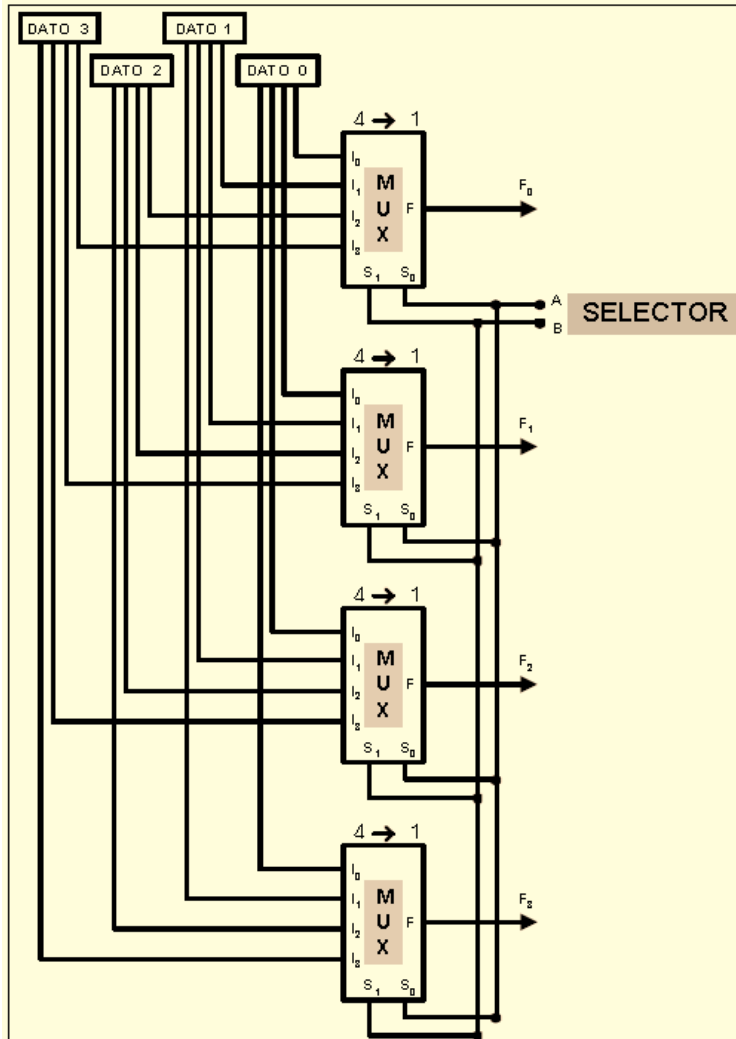 DATO 3
DATO 1
DATO 2
DATO 0
4 → 1
I0
I1
I2
I3
M
U
X
F
S1 S0
F0
A
B
SELECTOR
4 → 1
I0
I1
I2
I3
M
U
X
F
S1 S0
F1
4 → 1
I0
I1
I2
I3
M
U
X
F
S1 S0
F2
4 → 1
I0
I1
I2
I3
M
U
X
F
S1 S0
F3